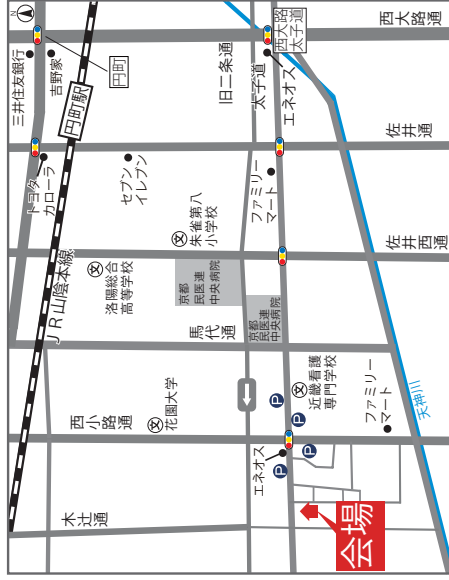 三井住友銀行
吉野家
円町
円町駅
旧二条通
太子道
エネオス
西大路
太子道
西大路通
トヨタ
カローラ
セブン
イレブン
ファミリー
マート
佐井通
JR山陰本線
文
洛陽総合
高等学校
文
朱雀第八
小学校
京都
民医連
中央病院
京都
民医連
中央病院
佐井西通
馬代通
西小路通
文
花園大学
文
近畿看護
専門学校
ファミリー
マート
天神川
P
P
P
P
エネオス
木辻通
会場